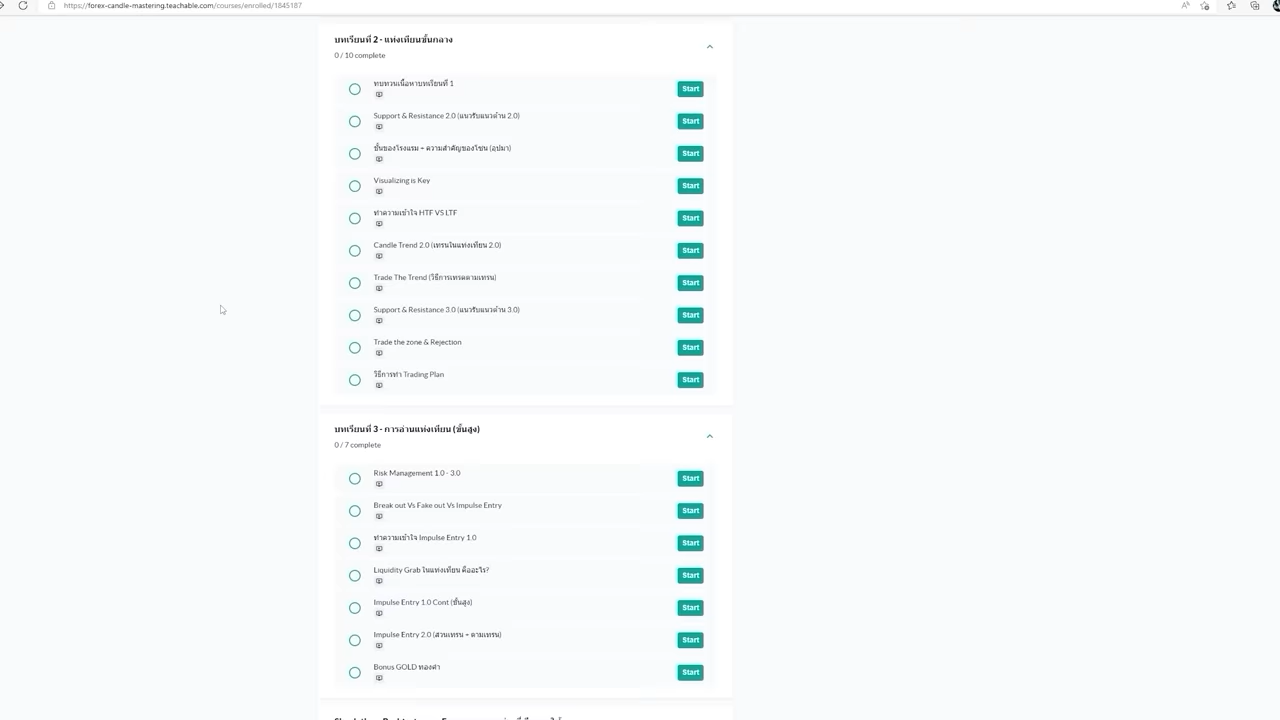 https://forex-candle-mastering.teachable.com/courses/enrolled/1845187
บทเรียนที่ 2 - แท่งเทียนขั้นกลาง
0 / 10 complete
ทบทวนเนื้อหาบทเรียนที่ 1
Start
Support & Resistance 2.0 (แนวรับแนวต้าน 2.0)
Start
ชั้นของโรงแรม + ความสำคัญของโซน (อุปมา)
Start
Visualizing is Key
Start
ทำความเข้าใจ HTF VS LTF
Start
Candle Trend 2.0 (เทรนในแท่งเทียน 2.0)
Start
Trade The Trend (วิธีการเทรดตามเทรน)
Start
Support & Resistance 3.0 (แนวรับแนวต้าน 3.0)
Start
Trade the zone & Rejection
Start
วิธีการทำ Trading Plan
Start
บทเรียนที่ 3 - การอ่านแท่งเทียน (ขั้นสูง)
0 / 7 complete
Risk Management 1.0 - 3.0
Start
Break out Vs Fake out Vs Impulse Entry
Start
ทำความเข้าใจ Impulse Entry 1.0
Start
Liquidity Grab ในแท่งเทียน คืออะไร?
Start
Impulse Entry 1.0 Cont (ขั้นสูง)
Start
Impulse Entry 2.0 (สวนเทรน + ตามเทรน)
Start
Bonus GOLD ทองคำ
Start